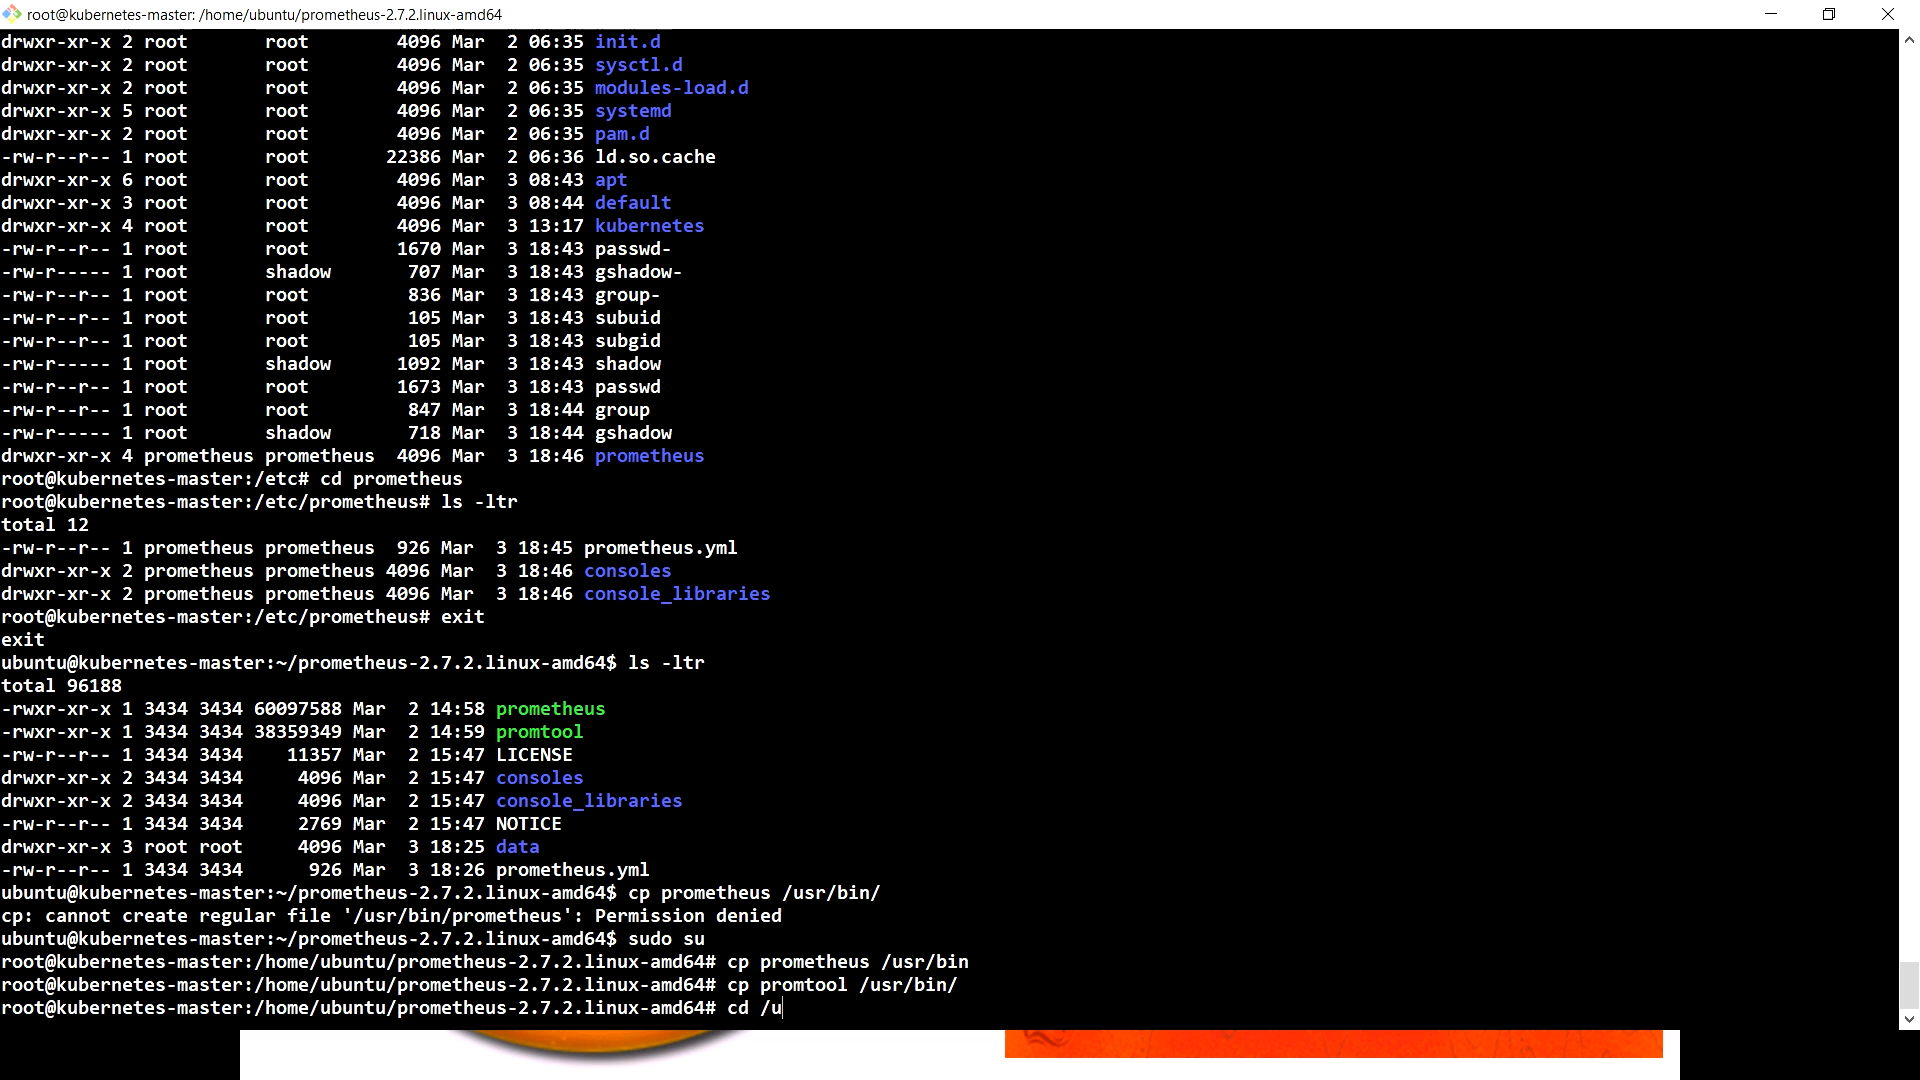 root@kubernetes-master: /home/ubuntu/prometheus-2.7.2.linux-amd64
drwxr-xr-x 2 root       root        4096 Mar  2 06:35 init.d
drwxr-xr-x 2 root       root        4096 Mar  2 06:35 sysctl.d
drwxr-xr-x 2 root       root        4096 Mar  2 06:35 modules-load.d
drwxr-xr-x 5 root       root        4096 Mar  2 06:35 systemd
drwxr-xr-x 2 root       root        4096 Mar  2 06:35 pam.d
-rw-r--r-- 1 root       root       22386 Mar  2 06:36 ld.so.cache
drwxr-xr-x 6 root       root        4096 Mar  3 08:43 apt
drwxr-xr-x 3 root       root        4096 Mar  3 08:44 default
drwxr-xr-x 4 root       root        4096 Mar  3 13:17 kubernetes
-rw-r--r-- 1 root       root        1670 Mar  3 18:43 passwd-
-rw-r----- 1 root       shadow       707 Mar  3 18:43 gshadow-
-rw-r--r-- 1 root       root         836 Mar  3 18:43 group-
-rw-r--r-- 1 root       root         105 Mar  3 18:43 subuid
-rw-r--r-- 1 root       root         105 Mar  3 18:43 subgid
-rw-r----- 1 root       shadow      1092 Mar  3 18:43 shadow
-rw-r--r-- 1 root       root        1673 Mar  3 18:43 passwd
-rw-r--r-- 1 root       root         847 Mar  3 18:44 group
-rw-r----- 1 root       shadow       718 Mar  3 18:44 gshadow
drwxr-xr-x 4 prometheus prometheus  4096 Mar  3 18:46 prometheus
root@kubernetes-master:/etc# cd prometheus
root@kubernetes-master:/etc/prometheus# ls -ltr
total 12
-rw-r--r-- 1 prometheus prometheus  926 Mar  3 18:45 prometheus.yml
drwxr-xr-x 2 prometheus prometheus 4096 Mar  3 18:46 consoles
drwxr-xr-x 2 prometheus prometheus 4096 Mar  3 18:46 console_libraries
root@kubernetes-master:/etc/prometheus# exit
exit
ubuntu@kubernetes-master:~/prometheus-2.7.2.linux-amd64$ ls -ltr
total 96188
-rwxr-xr-x 1 3434 3434 60097588 Mar  2 14:58 prometheus
-rwxr-xr-x 1 3434 3434 38359349 Mar  2 14:59 promtool
-rw-r--r-- 1 3434 3434    11357 Mar  2 15:47 LICENSE
drwxr-xr-x 2 3434 3434     4096 Mar  2 15:47 consoles
drwxr-xr-x 2 3434 3434     4096 Mar  2 15:47 console_libraries
-rw-r--r-- 1 3434 3434     2769 Mar  2 15:47 NOTICE
drwxr-xr-x 3 root root     4096 Mar  3 18:25 data
-rw-r--r-- 1 3434 3434      926 Mar  3 18:26 prometheus.yml
ubuntu@kubernetes-master:~/prometheus-2.7.2.linux-amd64$ cp prometheus /usr/bin/
cp: cannot create regular file '/usr/bin/prometheus': Permission denied
ubuntu@kubernetes-master:~/prometheus-2.7.2.linux-amd64$ sudo su
root@kubernetes-master:/home/ubuntu/prometheus-2.7.2.linux-amd64# cp prometheus /usr/bin
root@kubernetes-master:/home/ubuntu/prometheus-2.7.2.linux-amd64# cp promtool /usr/bin/
root@kubernetes-master:/home/ubuntu/prometheus-2.7.2.linux-amd64# cd /u